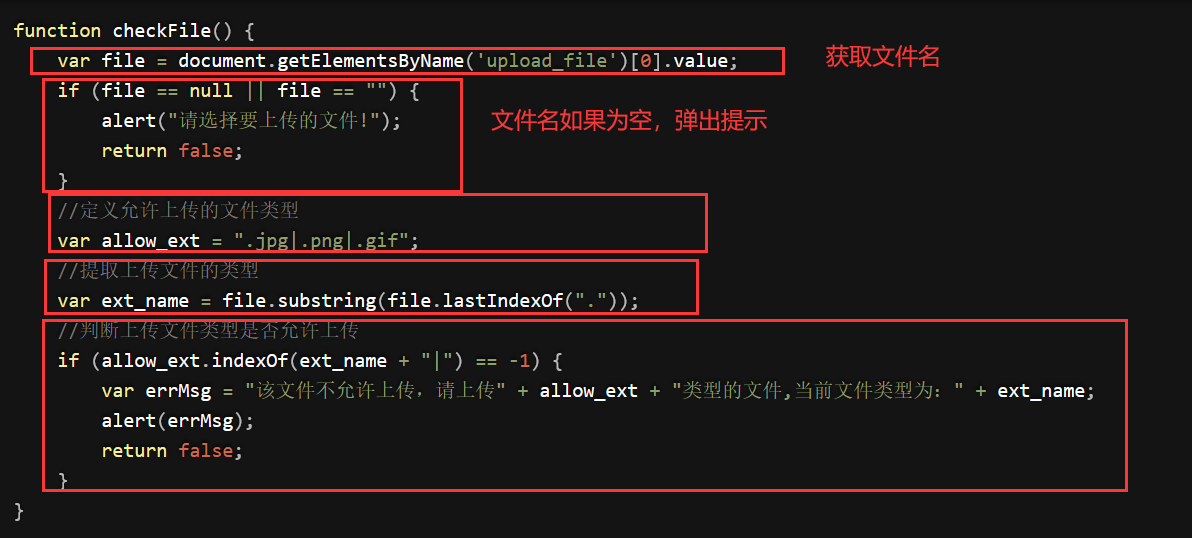 function checkFile() {
var file = document.getElementsByName('upload_file')[0].value;
获取文件名
if (file == null || file == "") {
alert("请选择要上传的文件!");
文件名如果为空，弹出提示
return false;
}
//定义允许上传的文件类型
var allow_ext = ".jpg|.png|.gif";
//提取上传文件的类型
var ext_name = file.substring(file.lastIndexOf("."));
//判断上传文件类型是否允许上传
if (allow_ext.indexOf(ext_name + "|") == -1) {
var errMsg = "该文件不允许上传，请上传" + allow_ext + "类型的文件,当前文件类型为：" + ext_name;
alert(errMsg);
return false;
}
}